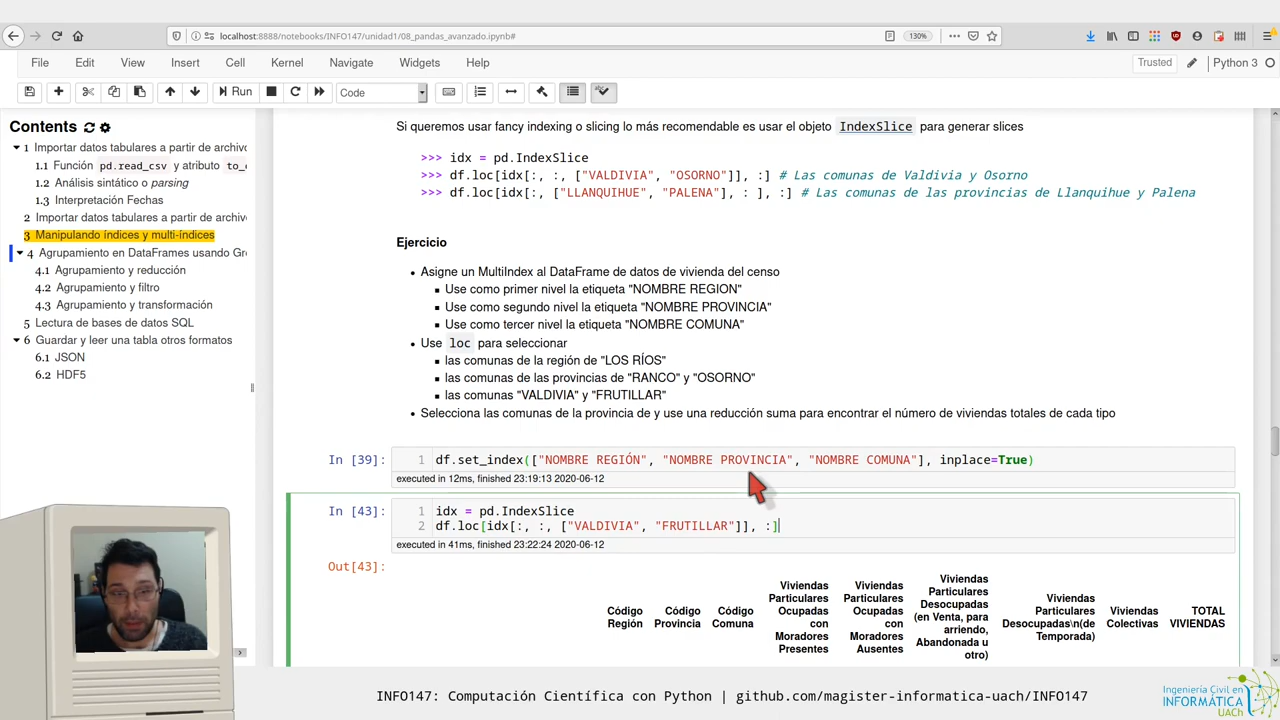 localhost:8888/notebooks/INFO147/unidad1/08_pandas_avanzado.ipynb#
130%
File Edit View Insert Cell Kernel Navigate Widgets Help
Trusted Python 3
Run Code
Contents
1 Importar datos tabulares a partir de archivo
1.1 Función pd.read_csv y atributo to_c
1.2 Análisis sintático o parsing
1.3 Interpretación Fechas
2 Importar datos tabulares a partir de archivo
3 Manipulando índices y multi-índices
4 Agrupamiento en DataFrames usando Gro
4.1 Agrupamiento y reducción
4.2 Agrupamiento y filtro
4.3 Agrupamiento y transformación
5 Lectura de bases de datos SQL
6 Guardar y leer una tabla otros formatos
6.1 JSON
6.2 HDF5
Si queremos usar fancy indexing o slicing lo más recomendable es usar el objeto IndexSlice para generar slices
>>> idx = pd.IndexSlice
>>> df.loc[idx[:, :, ["VALDIVIA", "OSORNO"]], :] # Las comunas de Valdivia y Osorno
>>> df.loc[idx[:, ["LLANQUIHUE", "PALENA"], : ], :] # Las comunas de las provincias de Llanquihue y Palena
Ejercicio
• Asigne un MultiIndex al DataFrame de datos de vivienda del censo
▪ Use como primer nivel la etiqueta "NOMBRE REGION"
▪ Use como segundo nivel la etiqueta "NOMBRE PROVINCIA"
▪ Use como tercer nivel la etiqueta "NOMBRE COMUNA"
• Use loc para seleccionar
▪ las comunas de la región de "LOS RÍOS"
▪ las comunas de las provincias de "RANCO" y "OSORNO"
▪ las comunas "VALDIVIA" y "FRUTILLAR"
• Selecciona las comunas de la provincia de y use una reducción suma para encontrar el número de viviendas totales de cada tipo
In [39]: 1 df.set_index(["NOMBRE REGIÓN", "NOMBRE PROVINCIA", "NOMBRE COMUNA"], inplace=True)
executed in 12ms, finished 23:19:13 2020-06-12
In [43]: 1 idx = pd.IndexSlice
2 df.loc[idx[:, :, ["VALDIVIA", "FRUTILLAR"]], :]
executed in 41ms, finished 23:22:24 2020-06-12
Out[43]:
Código Región
Código Provincia
Código Comuna
Viviendas Particulares Ocupadas con Moradores Presentes
Viviendas Particulares Ocupadas con Moradores Ausentes
Viviendas Particulares Desocupadas (en Venta, para arriendo, Abandonada u otro)
Viviendas Particulares Desocupadas\n(de Temporada)
Viviendas Colectivas
TOTAL VIVIENDAS
INFO147: Computación Científica con Python | github.com/magister-informatica-uach/INFO147
Ingeniería Civil en
INFORMÁTICA
UACh